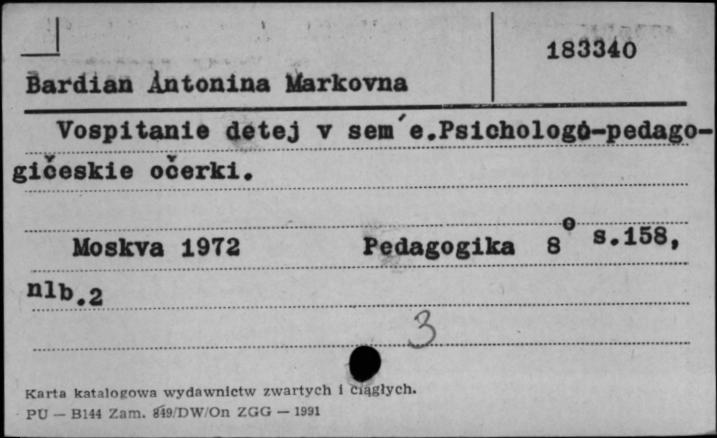 183340
Bardian Antonina Markovna
Vospitanie detej v sem´e.Psichologo-pedago-
gičeskie očerki.
Moskva 1972 Pedagogika 8° s.158,
nlb.2
3
Karta katalogowa wydawnictw zwartych i ciągłych.
PU — B144 Zam. 849/DW/On ZGG — 1991